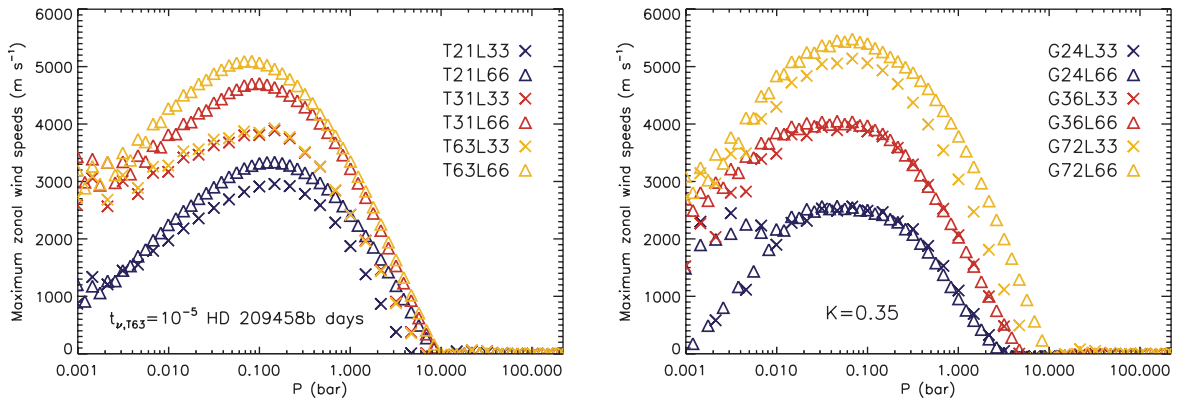 6000
5000
4000
3000
2000
1000
0
Maximum zonal wind speeds (m s⁻¹)
T21L33
T21L66
T31L33
T31L66
T63L33
T63L66
t_{ν,T63}=10⁻⁵ HD 209458b days
0.001 0.010 0.100 1.000 10.000 100.000
P (bar)
6000
5000
4000
3000
2000
1000
0
Maximum zonal wind speeds (m s⁻¹)
G24L33
G24L66
G36L33
G36L66
G72L33
G72L66
K=0.35
0.001 0.010 0.100 1.000 10.000 100.000
P (bar)